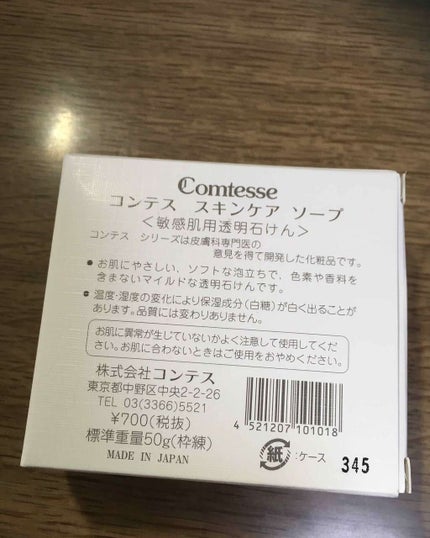 Comtesse
コンテス スキンケア ソープ
＜敏感肌用透明石けん＞
コンテス シリーズは皮膚科専門医の
意見を得て開発した化粧品です。
●お肌にやさしい、ソフトな泡立ちで、色素や香料を
含まないマイルドな透明石けんです。
●温度・湿度の変化により保湿成分(白糖)が白く出ることが
あります。品質には変わりありません。
お肌に異常が生じていないかよく注意して使用してくだ
さい。お肌に合わないときはご使用をおやめください。
株式会社コンテス
東京都中野区中央2-2-26
TEL 03(3366)5521
¥700(税抜)
標準重量50g(枠練)
MADE IN JAPAN
4 521207 101018
紙 :ケース
345